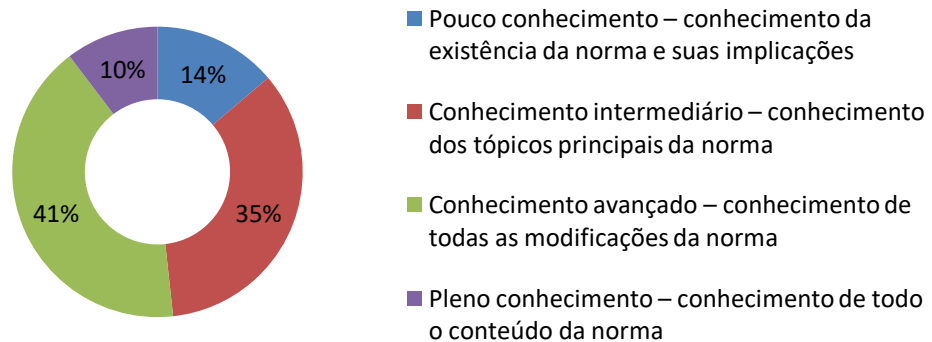 10%
14%
41%
35%
Pouco conhecimento – conhecimento da
existência da norma e suas implicações
Conhecimento intermediário – conhecimento
dos tópicos principais da norma
Conhecimento avançado – conhecimento de
todas as modificações da norma
Pleno conhecimento – conhecimento de todo
o conteúdo da norma